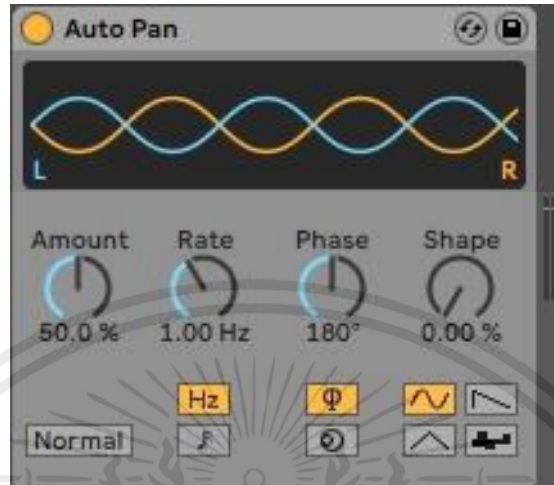 Auto Pan
L
R
Amount Rate Phase Shape
50.0 % 1.00 Hz 180° 0.00 %
Hz Φ
Normal